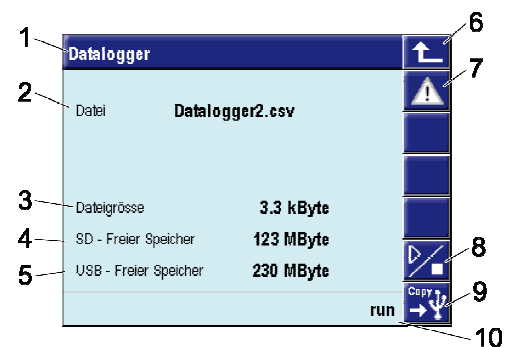 1
Datalogger
6
7
2
Datei Datalogger2.csv
3
Dateigrösse 3.3 kByte
4
SD - Freier Speicher 123 MByte
5
USB - Freier Speicher 230 MByte
8
Copy
9
run
10